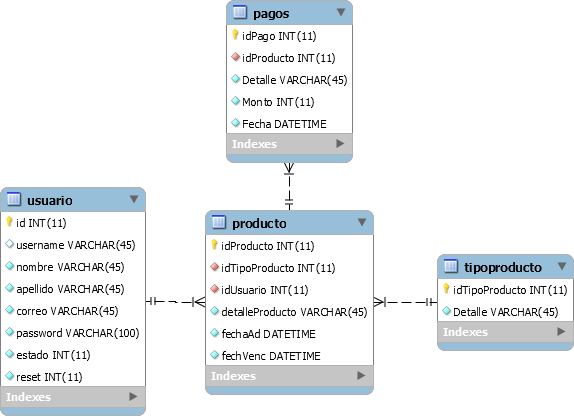 pagos
idPago INT(11)
idProducto INT(11)
Detalle VARCHAR(45)
Monto INT(11)
Fecha DATETIME
Indexes
usuario
id INT(11)
username VARCHAR(45)
nombre VARCHAR(45)
apellido VARCHAR(45)
correo VARCHAR(45)
password VARCHAR(100)
estado INT(11)
reset INT(11)
Indexes
producto
idProducto INT(11)
idTipoProducto INT(11)
idUsuario INT(11)
detalleProducto VARCHAR(45)
fechaAd DATETIME
fechVenc DATETIME
Indexes
tipoproducto
idTipoProducto INT(11)
Detalle VARCHAR(45)
Indexes